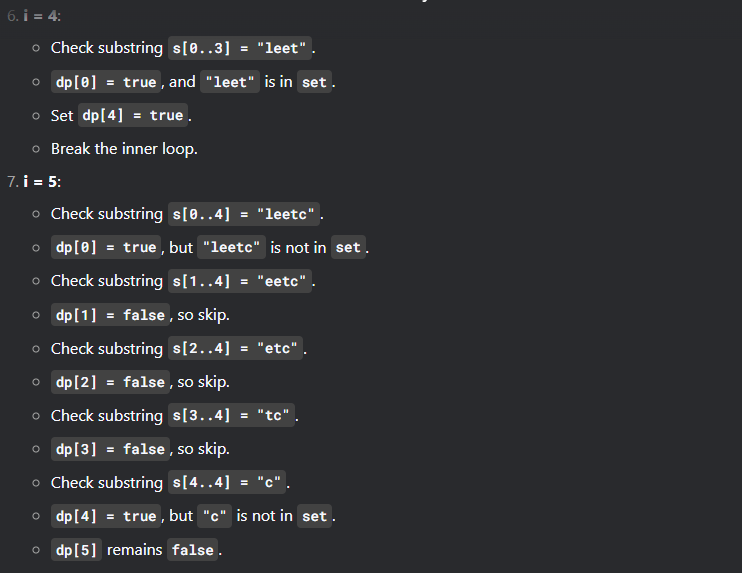 6. i = 4:
Check substring s[0..3] = "leet".
dp[0] = true, and "leet" is in set.
Set dp[4] = true.
Break the inner loop.
7. i = 5:
Check substring s[0..4] = "leetc".
dp[0] = true, but "leetc" is not in set.
Check substring s[1..4] = "eetc".
dp[1] = false, so skip.
Check substring s[2..4] = "etc".
dp[2] = false, so skip.
Check substring s[3..4] = "tc".
dp[3] = false, so skip.
Check substring s[4..4] = "c".
dp[4] = true, but "c" is not in set.
dp[5] remains false.